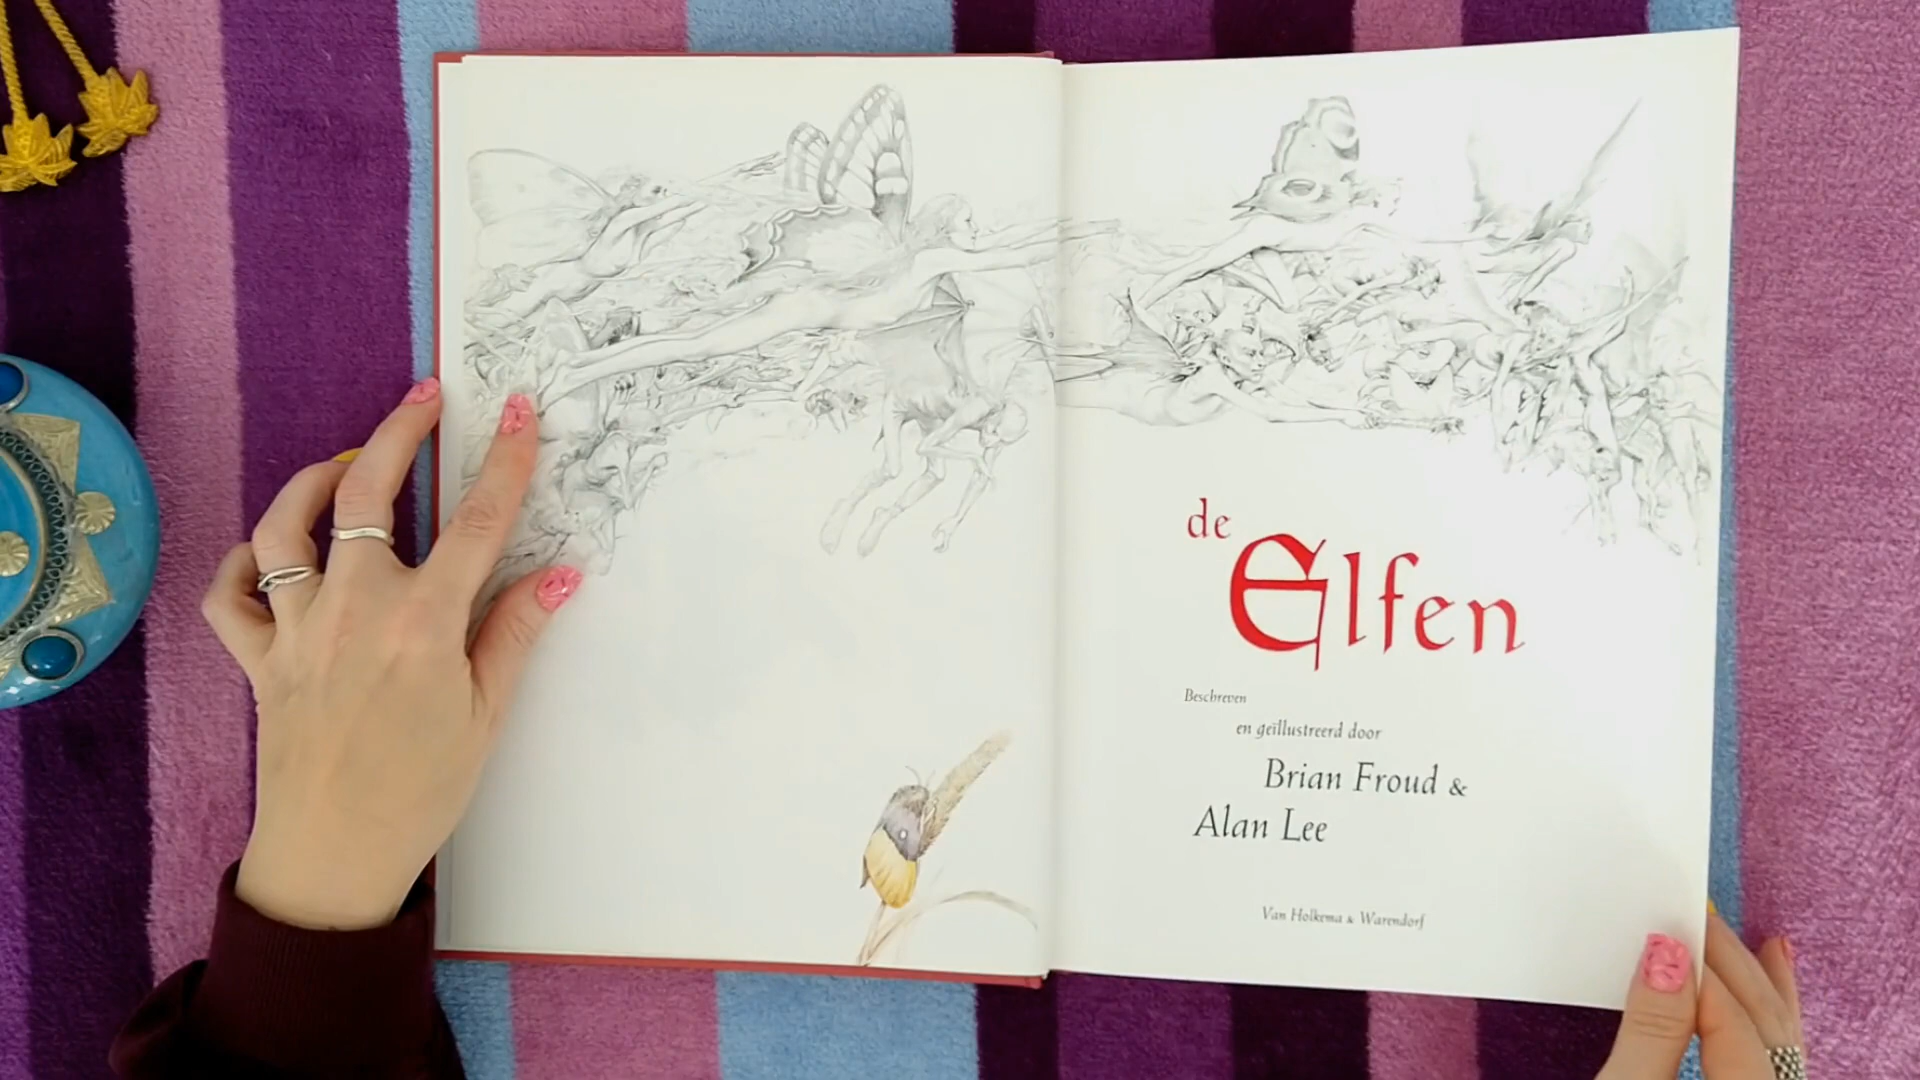 de
Elfen
Beschreven
en geïllustreerd door
Brian Froud &
Alan Lee
Van Holkema & Warendorf